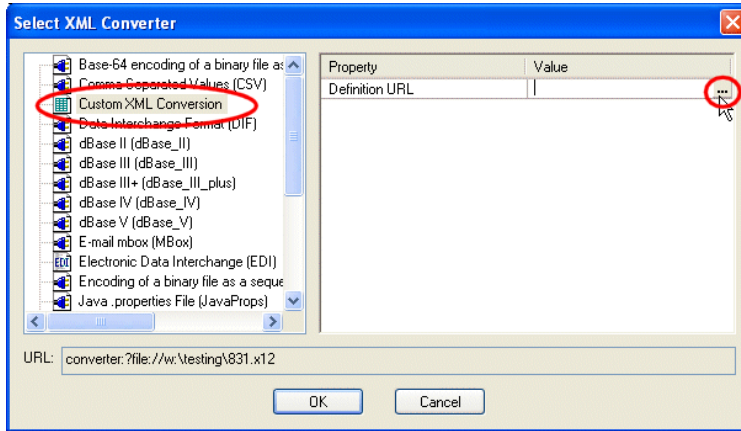 Select XML Converter
Base-64 encoding of a binary file as
Comma Separated Values (CSV)
Custom XML Conversion
Data Interchange Format (DIF)
dBase II (dBase_II)
dBase III (dBase_III)
dBase III+ (dBase_III_plus)
dBase IV (dBase_IV)
dBase V (dBase_V)
E-mail mbox (MBox)
EDI Electronic Data Interchange (EDI)
Encoding of a binary file as a seque
Java .properties File (JavaProps)
Property Value
Definition URL ...
URL: converter:?file://w:\testing\831.x12
OK Cancel